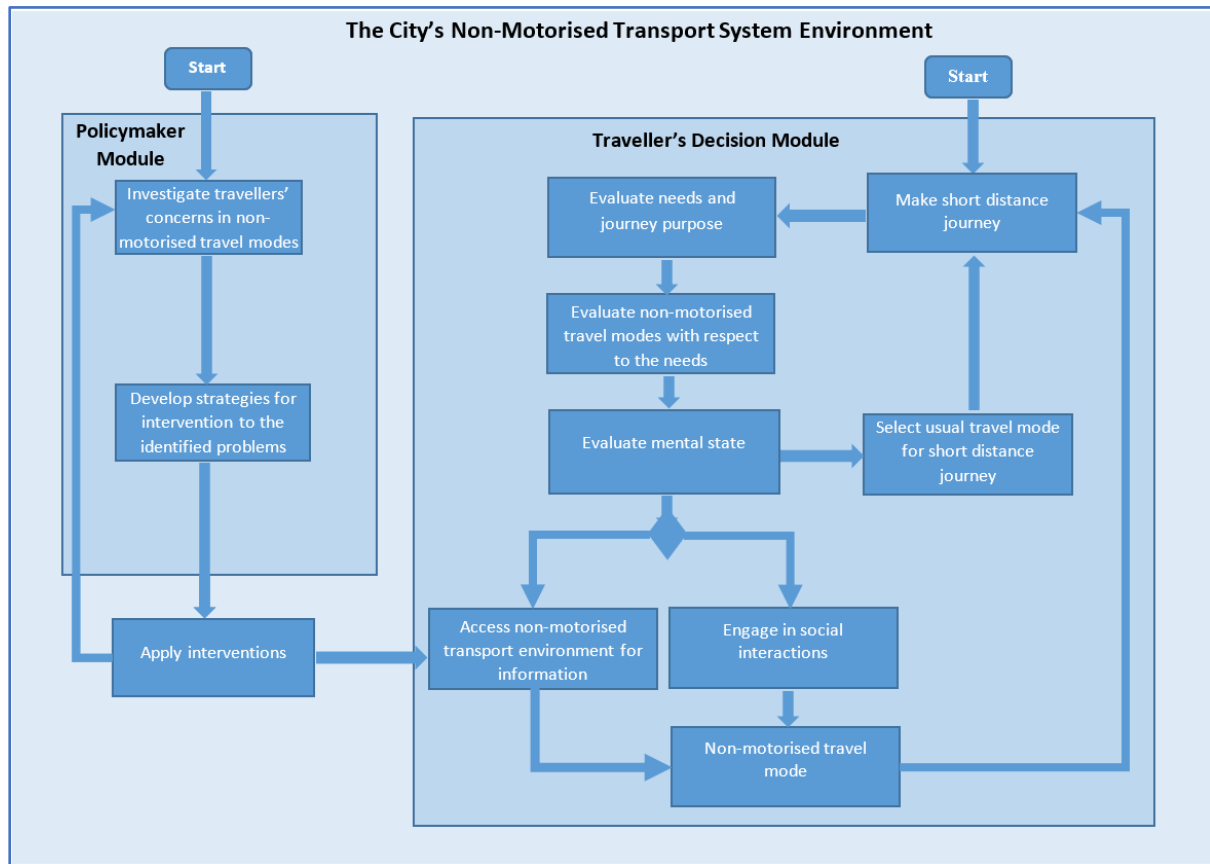 The City’s Non-Motorised Transport System Environment
Start
Start
Policymaker
Module
Traveller’s Decision Module
Investigate travellers’
concerns in non-
motorised travel modes
Evaluate needs and
journey purpose
Make short distance
journey
Evaluate non-motorised
travel modes with respect
to the needs
Develop strategies for
intervention to the
identified problems
Evaluate mental state
Select usual travel mode
for short distance
journey
Apply interventions
Access non-motorised
transport environment for
information
Engage in social
interactions
Non-motorised travel
mode